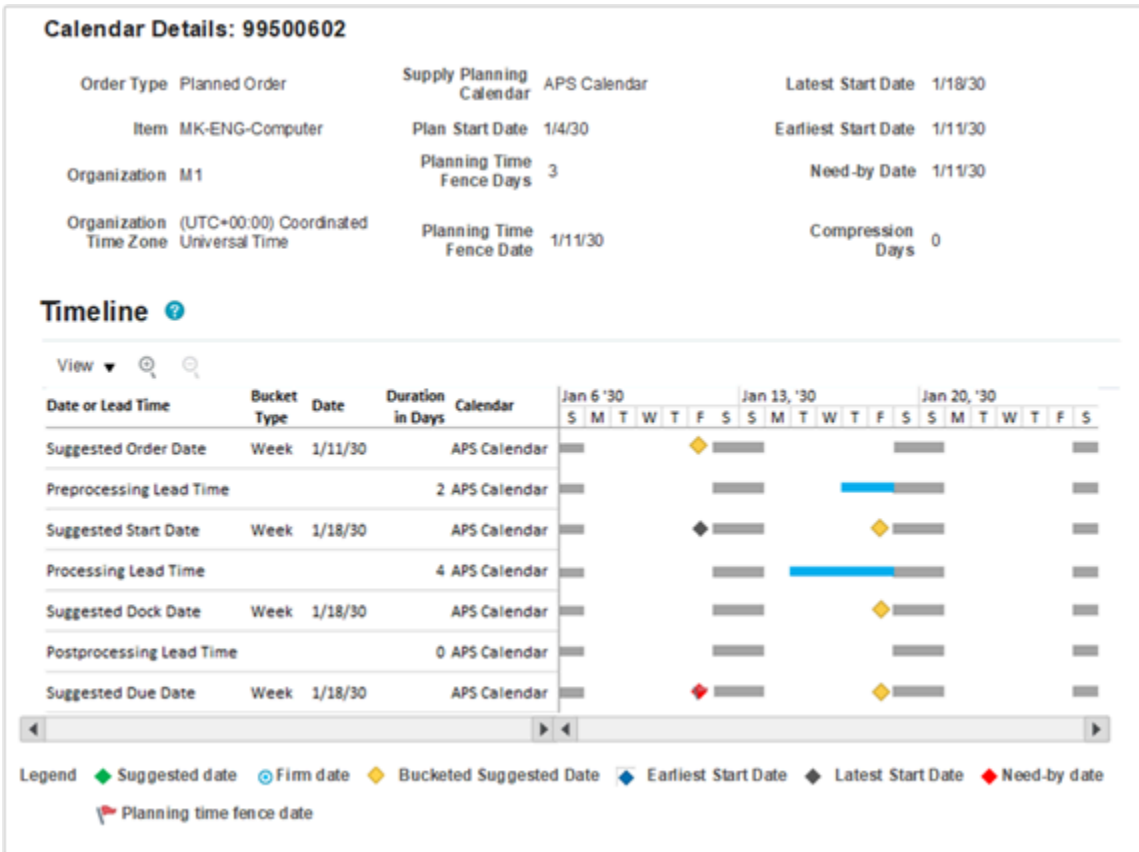 Calendar Details: 99500602
Order Type Planned Order
Supply Planning Calendar APS Calendar
Latest Start Date 1/18/30
Item MK-ENG-Computer
Plan Start Date 1/4/30
Earliest Start Date 1/11/30
Organization M1
Planning Time Fence Days 3
Need-by Date 1/11/30
Organization Time Zone (UTC+00:00) Coordinated Universal Time
Planning Time Fence Date 1/11/30
Compression Days 0
Timeline ?
View
Date or Lead Time Bucket Type Date Duration in Days Calendar Jan 6 '30 Jan 13, '30 Jan 20, '30
S M T W T F S S M T W T F S S M T W T F S
Suggested Order Date Week 1/11/30 APS Calendar
Preprocessing Lead Time 2 APS Calendar
Suggested Start Date Week 1/18/30 APS Calendar
Processing Lead Time 4 APS Calendar
Suggested Dock Date Week 1/18/30 APS Calendar
Postprocessing Lead Time 0 APS Calendar
Suggested Due Date Week 1/18/30 APS Calendar
Legend Suggested date Firm date Bucketed Suggested Date Earliest Start Date Latest Start Date Need-by date
Planning time fence date